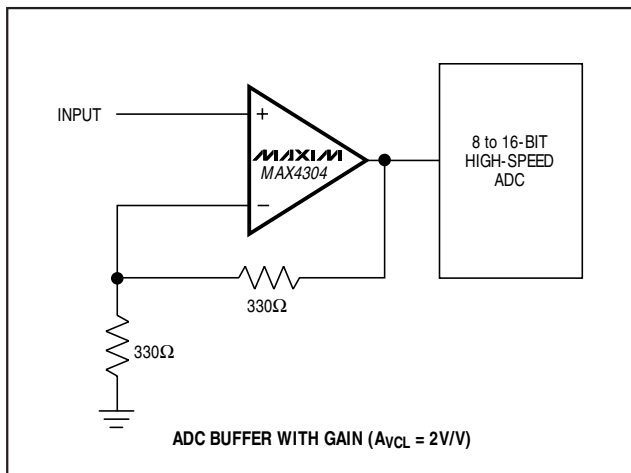 INPUT
+
MAXIM
MAX4304
−
8 to 16-BIT
HIGH-SPEED
ADC
330Ω
330Ω
ADC BUFFER WITH GAIN (AVCL = 2V/V)